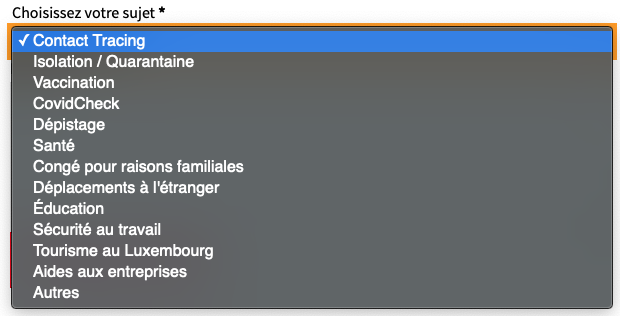 Choisissez votre sujet *
✓ Contact Tracing
Isolation / Quarantaine
Vaccination
CovidCheck
Dépistage
Santé
Congé pour raisons familiales
Déplacements à l'étranger
Éducation
Sécurité au travail
Tourisme au Luxembourg
Aides aux entreprises
Autres